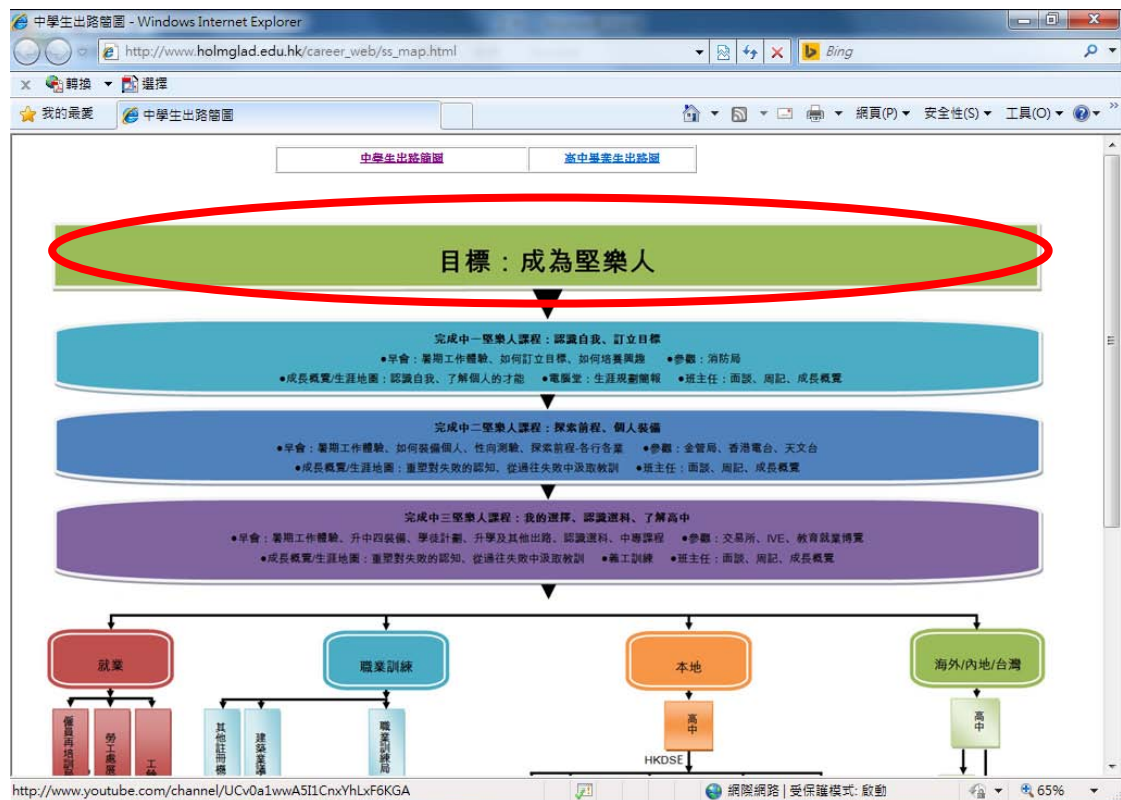 中學生出路簡圖 - Windows Internet Explorer
http://www.holmglad.edu.hk/career_web/ss_map.html
Bing
x 轉換 選擇
我的最愛 中學生出路簡圖 網頁(P) 安全性(S) 工具(O)
中學生出路簡圖 高中畢業生出路圖
目標：成為堅樂人
完成中一堅樂人課程：認識自我、訂立目標
●早會：暑期工作體驗、如何訂立目標、如何培養興趣 ●參觀：消防局
●成長概覽/生涯地圖：認識自我、了解個人的才能 ●電腦堂：生涯規劃簡報 ●班主任：面談、周記、成長概覽
完成中二堅樂人課程：探索前程、個人裝備
●早會：暑期工作體驗、如何裝備個人、性向測驗、探索前程-各行各業 ●參觀：金管局、香港電台、天文台
●成長概覽/生涯地圖：重塑對失敗的認知、從過往失敗中汲取教訓 ●班主任：面談、周記、成長概覽
完成中三堅樂人課程：我的選擇、認識選科、了解高中
●早會：暑期工作體驗、升中四裝備、學徒計劃、升學及其他出路、認識選科、中專課程 ●參觀：交易所、IVE、教育就業博覽
●成長概覽/生涯地圖：重塑對失敗的認知、從過往失敗中汲取教訓 ●義工訓練 ●班主任：面談、周記、成長概覽
就業 職業訓練 本地 海外/內地/台灣
僱員再培訓
勞工處展
工
其他註冊機
建築業
職業訓練局
高中
高中
HKDSE
http://www.youtube.com/channel/UCv0a1wwA5I1CnxYhLxF6KGA 網際網路 | 受保護模式: 啟動 65%